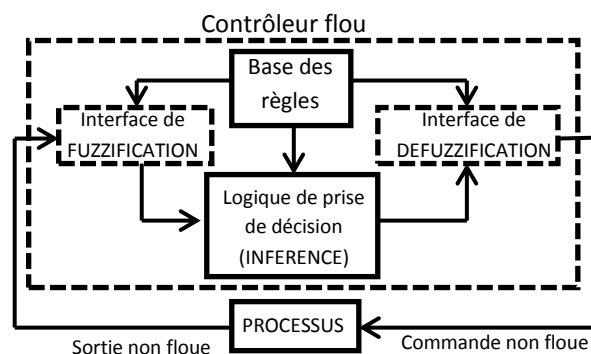 Contrôleur flou
Base des
règles
Interface de
FUZZIFICATION
Interface de
DEFUZZIFICATION
Logique de prise
de décision
(INFERENCE)
PROCESSUS
Sortie non floue
Commande non floue